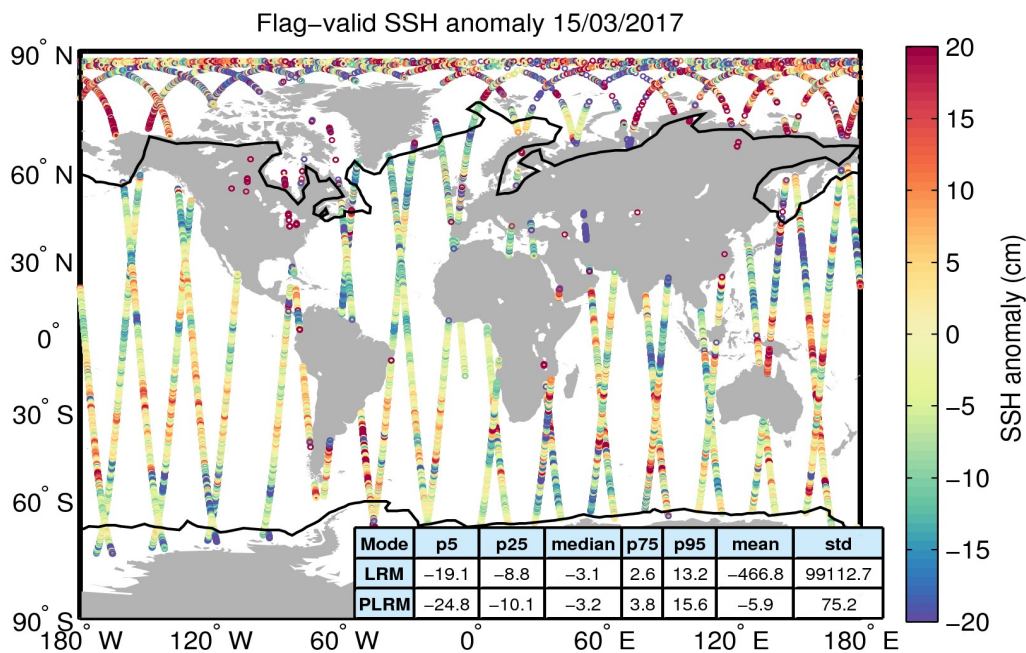 Flag−valid SSH anomaly 15/03/2017
90° N
60° N
30° N
0°
30° S
60° S
90° S
180° W
120° W
60° W
0°
60° E
120° E
180° E
20
15
10
5
0
−5
−10
−15
−20
SSH anomaly (cm)
Mode p5 p25 median p75 p95 mean std
LRM −19.1 −8.8 −3.1 2.6 13.2 −466.8 99112.7
PLRM −24.8 −10.1 −3.2 3.8 15.6 −5.9 75.2